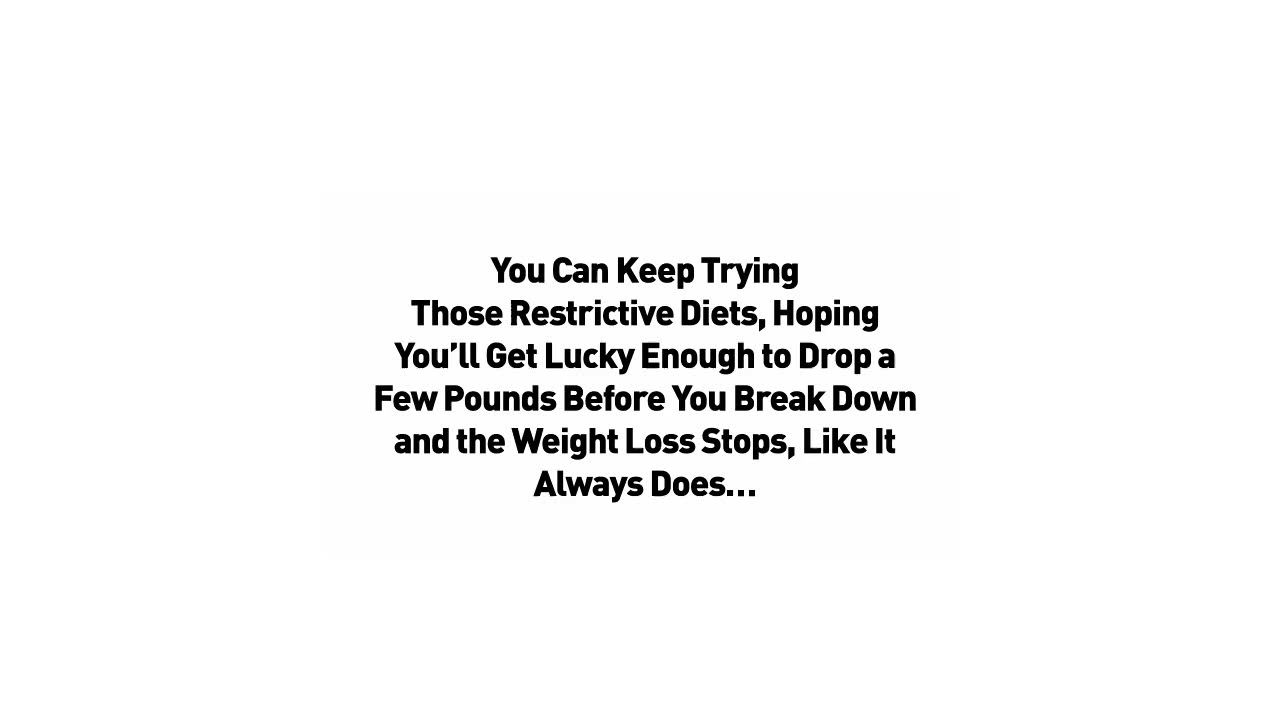 You Can Keep Trying
Those Restrictive Diets, Hoping
You’ll Get Lucky Enough to Drop a
Few Pounds Before You Break Down
and the Weight Loss Stops, Like It
Always Does...